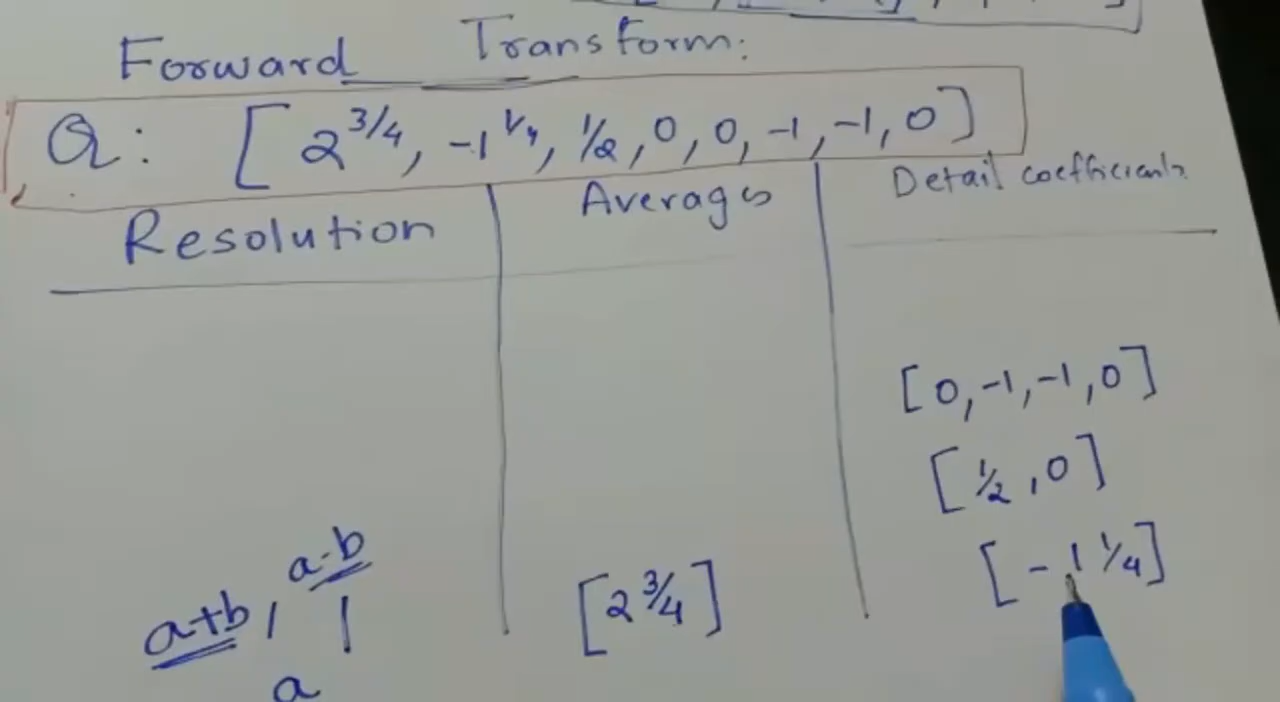 Forward Transform:
Q: [2 3/4, -1 1/4, 1/2, 0, 0, -1, -1, 0]
Resolution Averages Detail coefficients
[0, -1, -1, 0]
[1/2, 0]
[2 3/4] [-1 1/4]
a+b, a-b
a